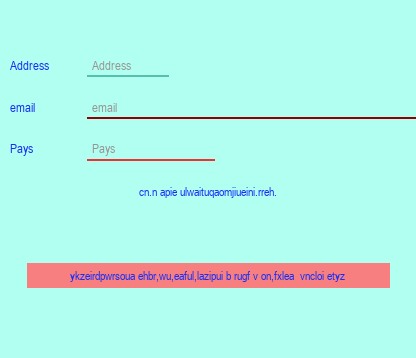 Address Address
email email
Pays Pays
cn.n apie ulwaituqaomjiueini.rreh.
ykzeirdpwrsoua ehbr,wu,eaful,lazipui b rugf v on,fxlea vncloi etyz